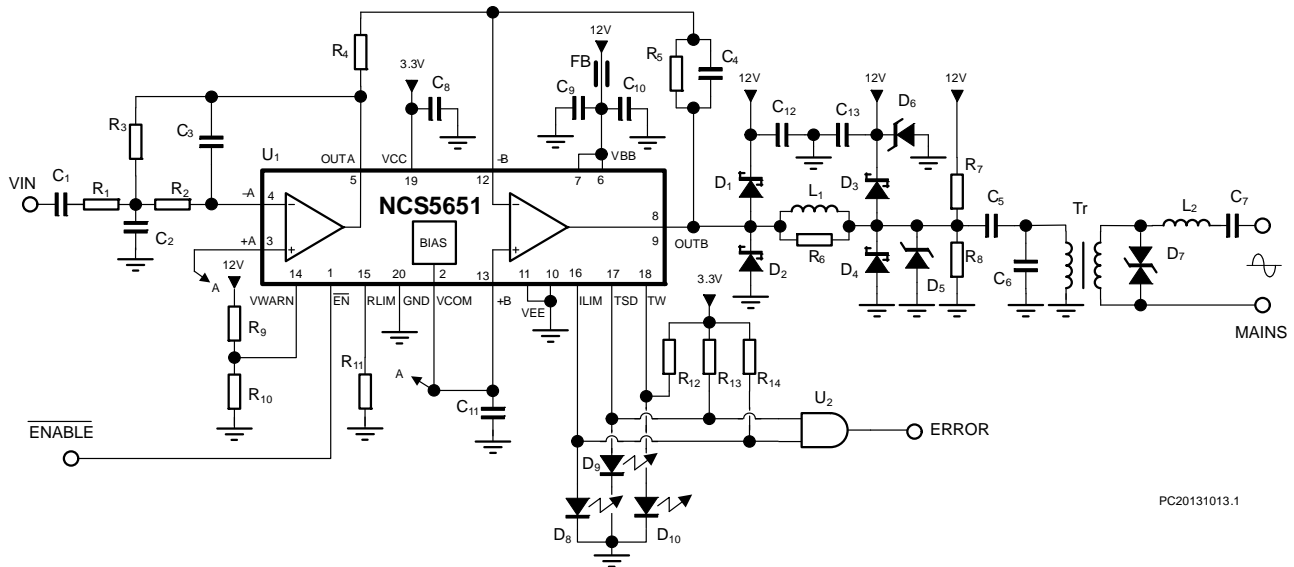 12V
R4
R5
C4
3.3V
FB
C8
C9
C10
12V
12V
12V
C12
C13
D6
R3
C3
U1
OUTA
VCC
-B
VBB
5
19
12
7
6
R7
VIN
C1
R1
R2
−A
4
NCS5651
D1
L1
D3
C5
Tr
L2
C7
8
9
OUTB
BIAS
C2
+A
3
R6
D2
D4
D5
R8
C6
D7
A
12V
14
1
15
20
2
13
11
10
16
17
18
VWARN
EN
RLIM
GND
VCOM
+B
VEE
ILIM
TSD
TW
3.3V
MAINS
R9
R10
R11
A
C11
R12
R13
R14
U2
ENABLE
ERROR
D9
D8
D10
PC20131013.1